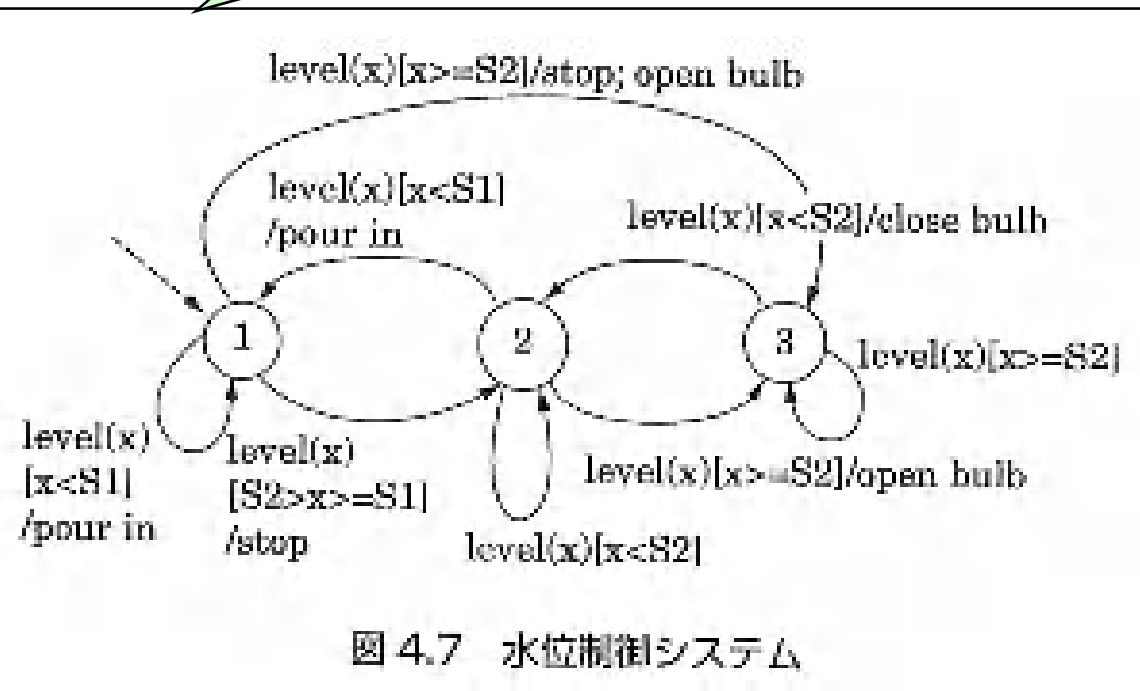 level(x)[x>=S2]/stop; open bulb
level(x)[x<S1]
/pour in
level(x)[x<S2]/close bulb
1
2
3
level(x)[x>=S2]
level(x)
[x<S1]
/pour in
level(x)
[S2>x>=S1]
/stop
level(x)[x>=S2]/open bulb
level(x)[x<S2]
図 4.7 水位制御システム